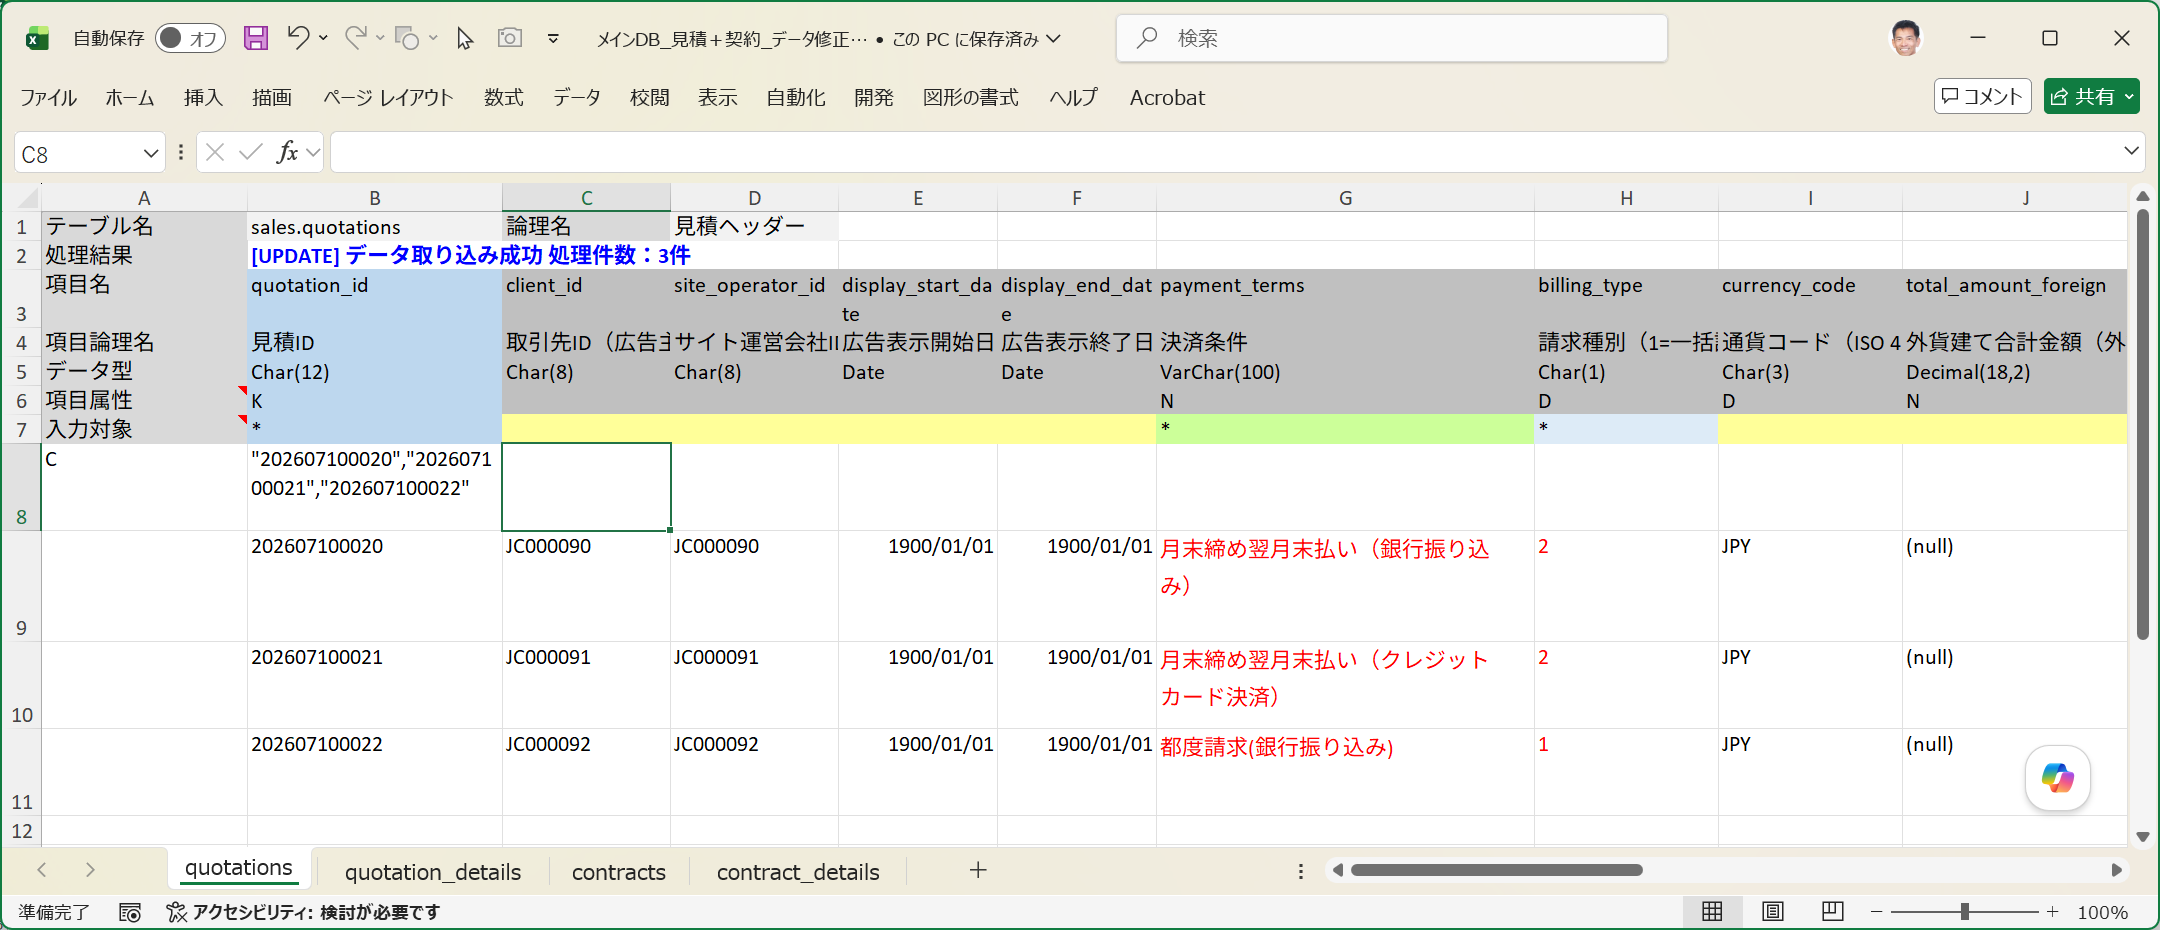 自動保存 オフ メインDB_見積＋契約_データ修正… • この PC に保存済み 検索
ファイル ホーム 挿入 描画 ページ レイアウト 数式 データ 校閲 表示 自動化 開発 図形の書式 ヘルプ Acrobat コメント 共有
C8 fx
A B C D E F G H I J
1 テーブル名 sales.quotations 論理名 見積ヘッダー
2 処理結果 [UPDATE] データ取り込み成功 処理件数：3件
3 項目名 quotation_id client_id site_operator_id display_start_da display_end_dat payment_terms billing_type currency_code total_amount_foreign
te e
4 項目論理名 見積ID 取引先ID（広告主 サイト運営会社ID 広告表示開始日 広告表示終了日 決済条件 請求種別（1=一括 通貨コード（ISO 4 外貨建て合計金額（外
5 データ型 Char(12) Char(8) Char(8) Date Date VarChar(100) Char(1) Char(3) Decimal(18,2)
6 項目属性 K N D D N
7 入力対象 * * *
8 C "202607100020","2026071
00021","202607100022"
9 202607100020 JC000090 JC000090 1900/01/01 1900/01/01 月末締め翌月末払い（銀行振り込 2 JPY (null)
み）
10 202607100021 JC000091 JC000091 1900/01/01 1900/01/01 月末締め翌月末払い（クレジット 2 JPY (null)
カード決済）
11 202607100022 JC000092 JC000092 1900/01/01 1900/01/01 都度請求(銀行振り込み) 1 JPY (null)
12
quotations quotation_details contracts contract_details
準備完了 アクセシビリティ: 検討が必要です 100%